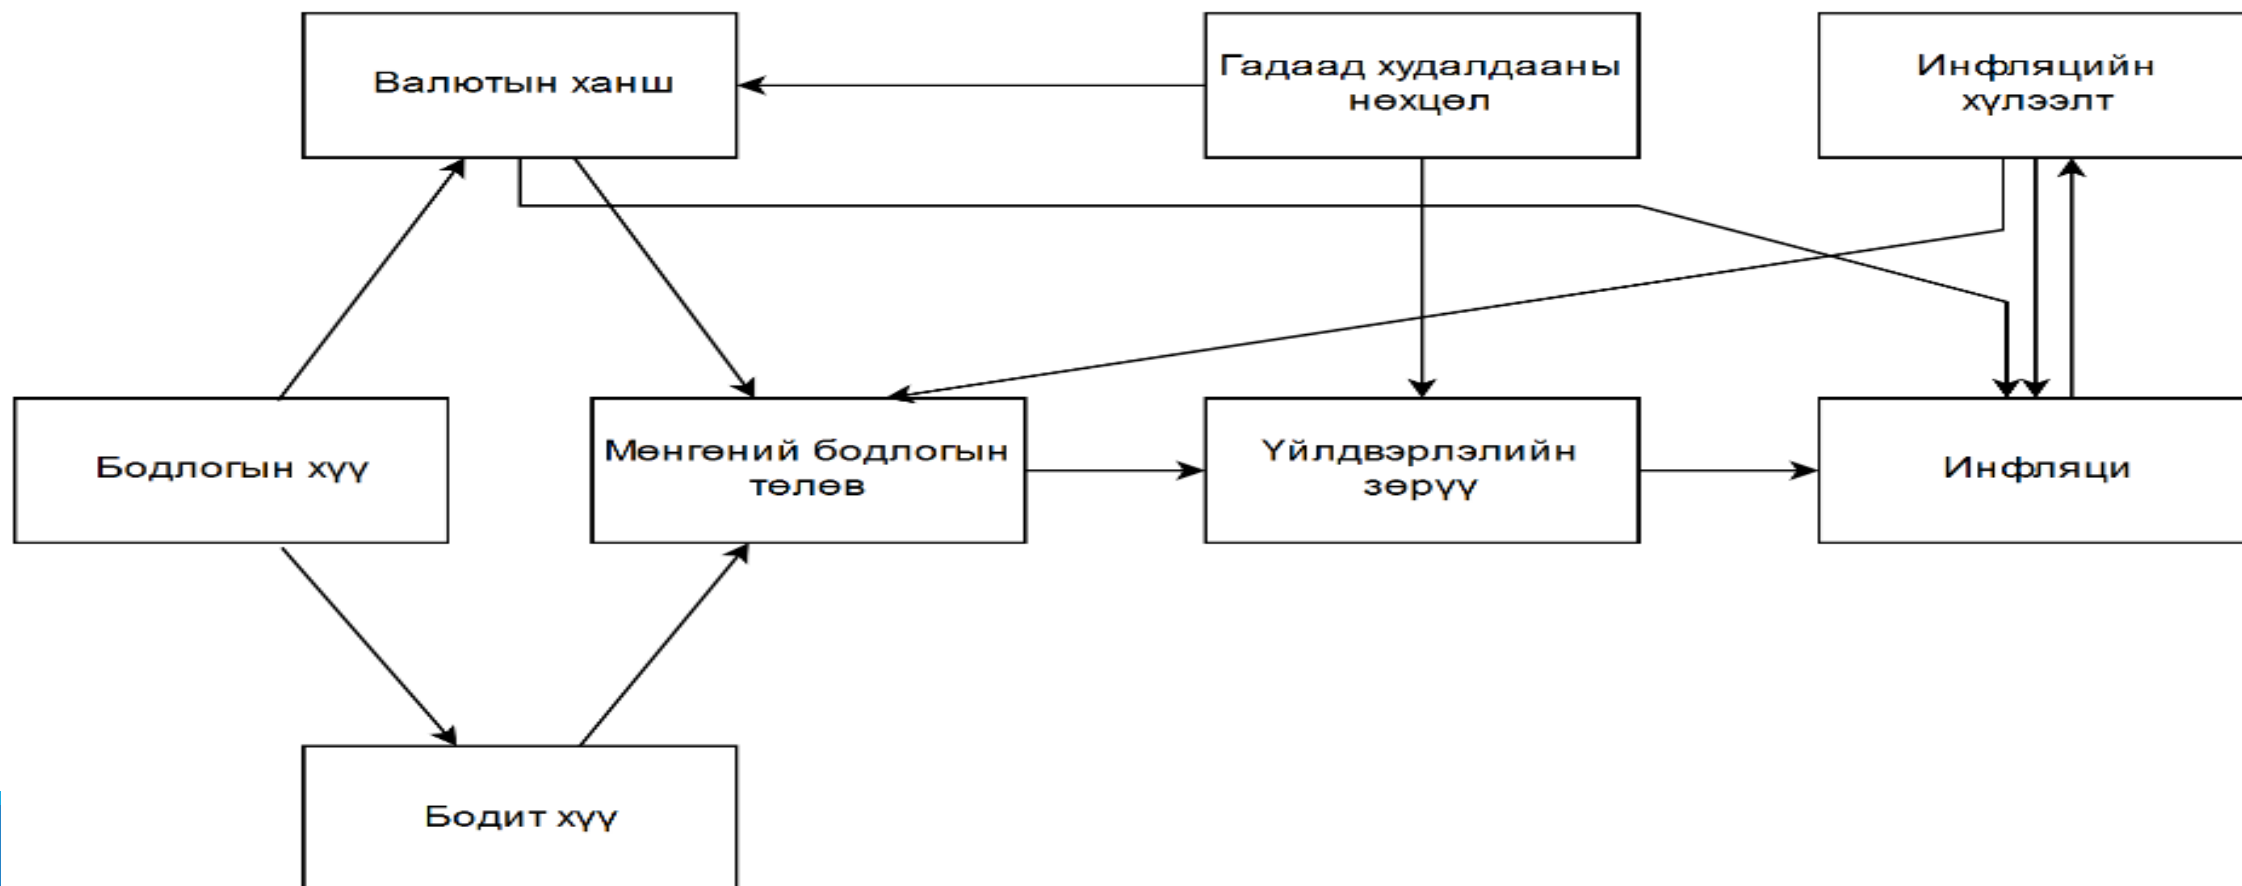 Валютын ханш
Гадаад худалдааны
нөхцөл
Инфляцийн
хүлээлт
Бодлогын хүү
Мөнгөний бодлогын
төлөв
Үйлдвэрлэлийн
зөрүү
Инфляци
Бодит хүү